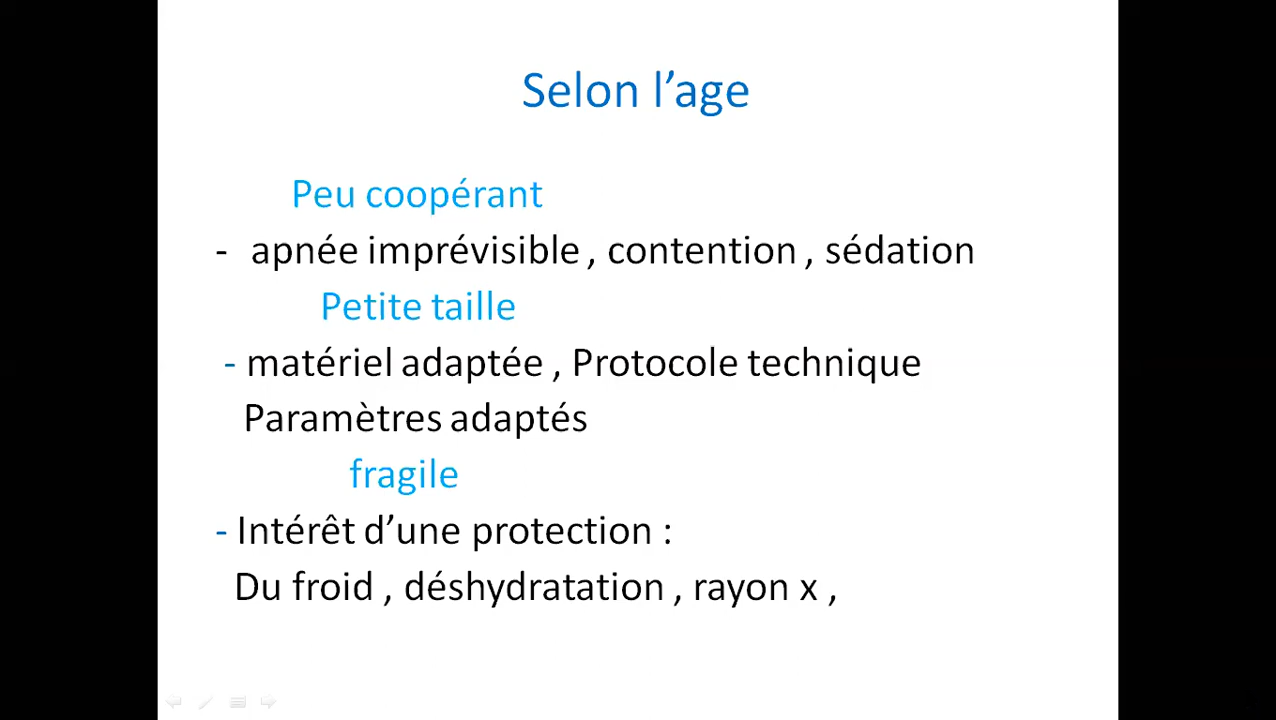 Selon l’age
Peu coopérant
- apnée imprévisible , contention , sédation
Petite taille
- matériel adaptée , Protocole technique
Paramètres adaptés
fragile
- Intérêt d’une protection :
Du froid , déshydratation , rayon x ,